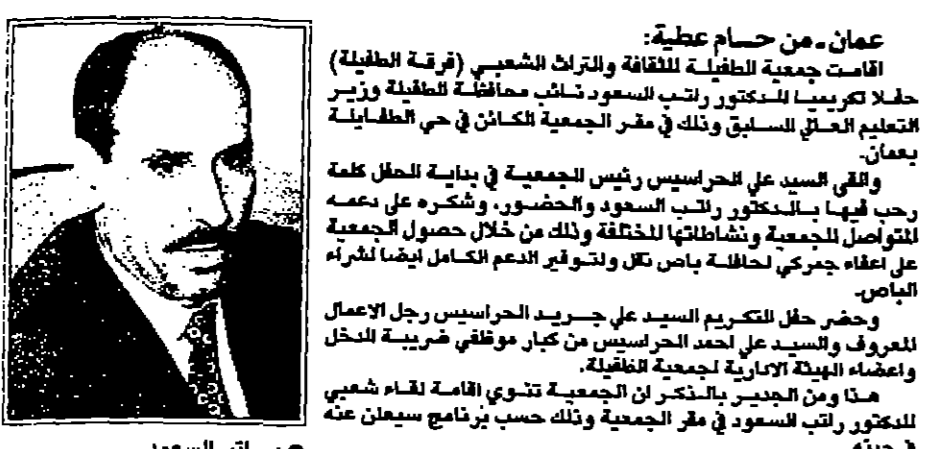 عمان ـ من حسام عطية:
اقامت جمعية الطفيلة للثقافة والتراث الشعبي (فرقة الطفيلة)
حفلا تكريميا للدكتور راتب السعود نائب محافظة الطفيلة وزير
التعليم العالي السابق وذلك في مقر الجمعية الكائن في حي الطفايلة
بعمان.
والقى السيد علي الحراسيس رئيس الجمعية في بداية الحفل كلمة
رحب فيها بالدكتور راتب السعود والحضور، وشكره على دعمه
المتواصل للجمعية ونشاطاتها المختلفة وذلك من خلال حصول الجمعية
على اعفاء جمركي لحافلة باص نقل ولتوفير الدعم الكامل ايضا لشراء
الباص.
وحضر حفل التكريم السيد علي جريد الحراسيس رجل الاعمال
المعروف والسيد علي احمد الحراسيس من كبار موظفي ضريبة الدخل
واعضاء الهيئة الادارية لجمعية الطفيلة.
هذا ومن الجدير بالذكر ان الجمعية تنوي اقامة لقاء شعبي
للدكتور راتب السعود في مقر الجمعية وذلك حسب برنامج سيعلن عنه
في حينه
راتب السعود